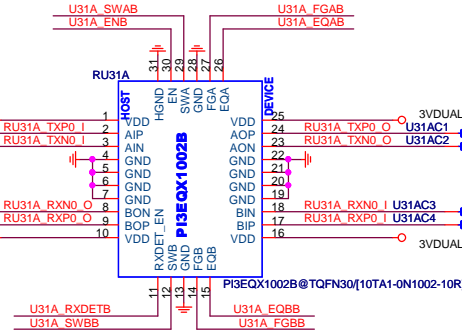 U31A_SWAB U31A_FGAB
U31A_ENB U31A_EQAB
31 30 29 28 27 26
RU31A
HGND EN SWA GND FGA EQA
HOST DEVICE
1 VDD VDD 25 3VDUAL
RU31A_TXP0_I 2 AIP AOP 24 RU31A_TXP0_O U31AC1
RU31A_TXN0_I 3 AIN AON 23 RU31A_TXN0_O U31AC2
4 GND GND 22
5 GND GND 21
6 GND GND 20
7 GND GND 19
RU31A_RXN0_O 8 BON BIN 18 RU31A_RXN0_I U31AC3
RU31A_RXP0_O 9 BOP BIP 17 RU31A_RXP0_I U31AC4
10 VDD VDD 16
3VDUAL
PI3EQX1002B
RXDET_EN SWB GND FGB EQB
PI3EQX1002B@TQFN30/[10TA1-0N1002-10R
11 12 13 14 15
U31A_RXDETB U31A_EQBB
U31A_SWBB U31A_FGBB